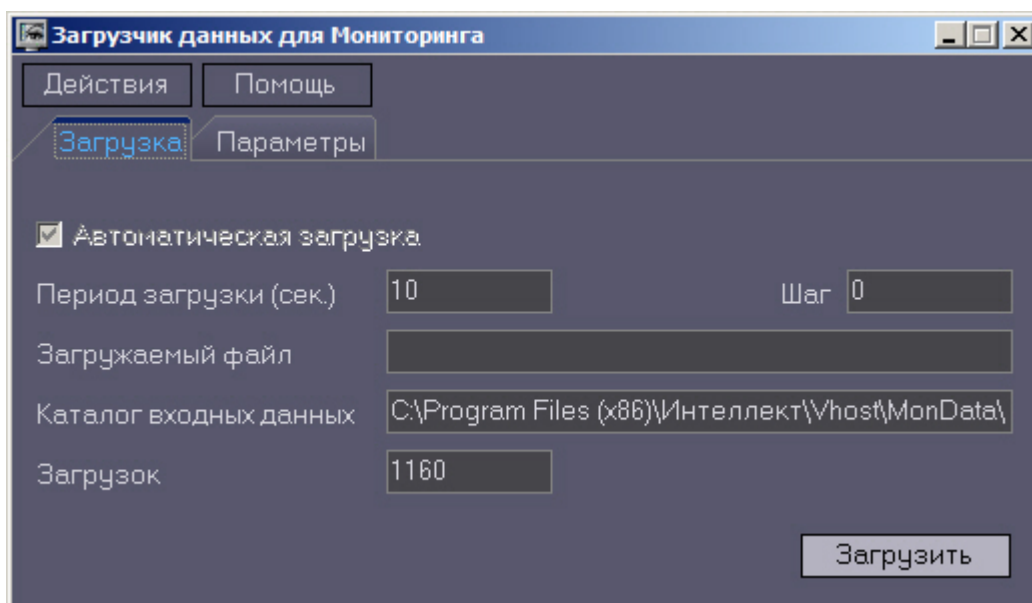 Загрузчик данных для Мониторинга
Действия Помощь
Загрузка Параметры
Автоматическая загрузка
Период загрузки (сек.) 10 Шаг 0
Загружаемый файл
Каталог входных данных C:\Program Files (x86)\Интеллект\Vhost\MonData\
Загрузок 1160
Загрузить